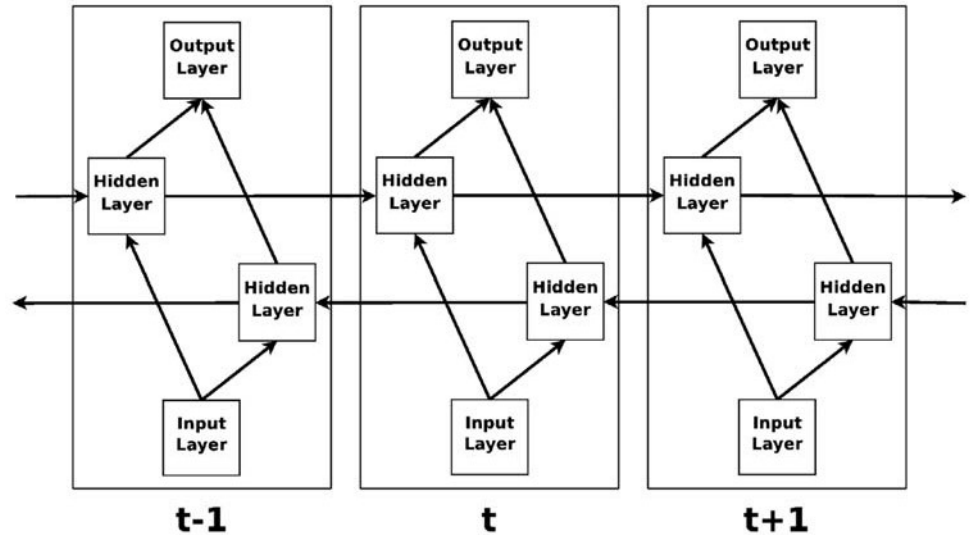 Output
Layer
Output
Layer
Output
Layer
Hidden
Layer
Hidden
Layer
Hidden
Layer
Hidden
Layer
Hidden
Layer
Hidden
Layer
Input
Layer
Input
Layer
Input
Layer
t-1
t
t+1